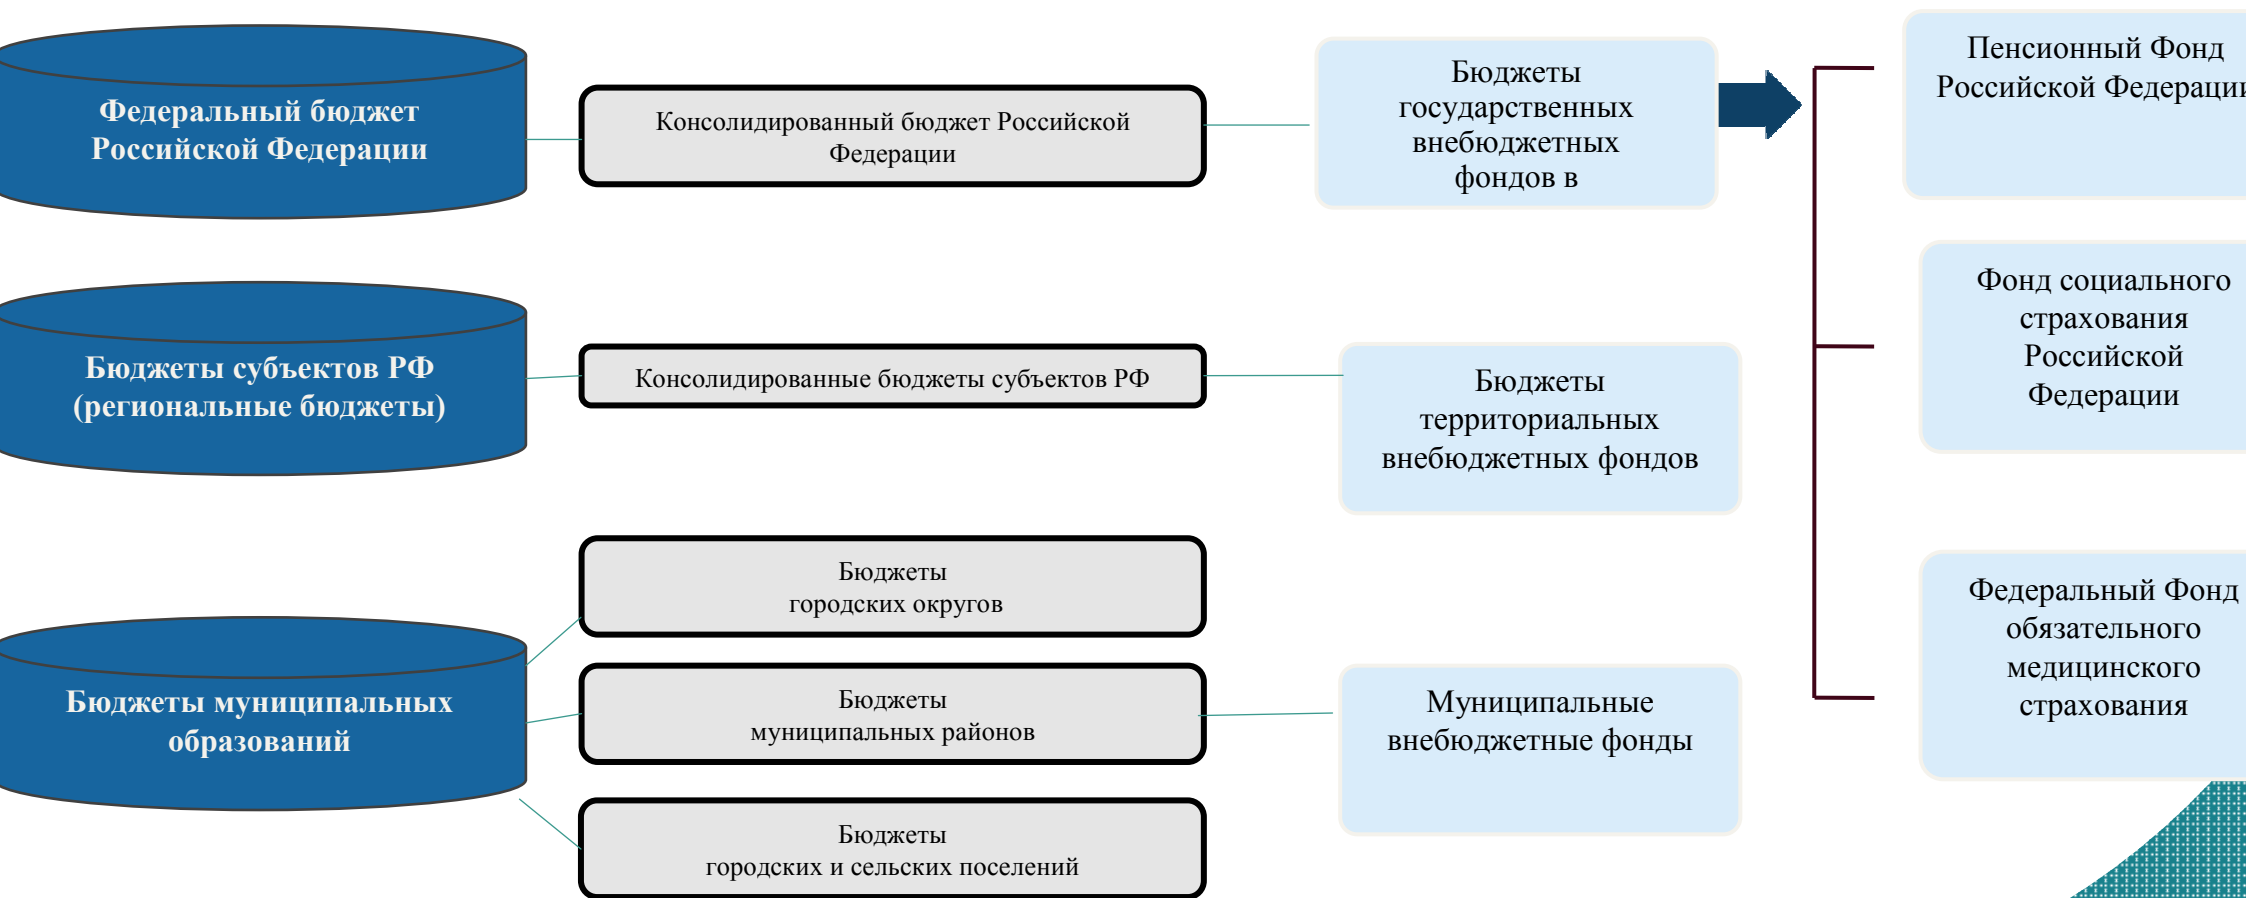 Федеральный бюджет
Российской Федерации
Консолидированный бюджет Российской
Федерации
Бюджеты
государственных
внебюджетных
фондов в
Пенсионный Фонд
Российской Федерации
Бюджеты субъектов РФ
(региональные бюджеты)
Консолидированные бюджеты субъектов РФ
Бюджеты
территориальных
внебюджетных фондов
Фонд социального
страхования
Российской
Федерации
Бюджеты муниципальных
образований
Бюджеты
городских округов
Бюджеты
муниципальных районов
Бюджеты
городских и сельских поселений
Муниципальные
внебюджетные фонды
Федеральный Фонд
обязательного
медицинского
страхования